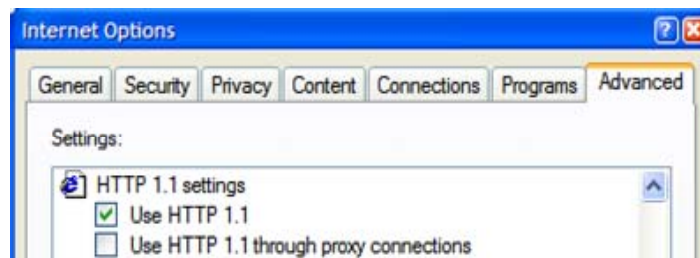 Internet Options
General Security Privacy Content Connections Programs Advanced
Settings:
HTTP 1.1 settings
Use HTTP 1.1
Use HTTP 1.1 through proxy connections